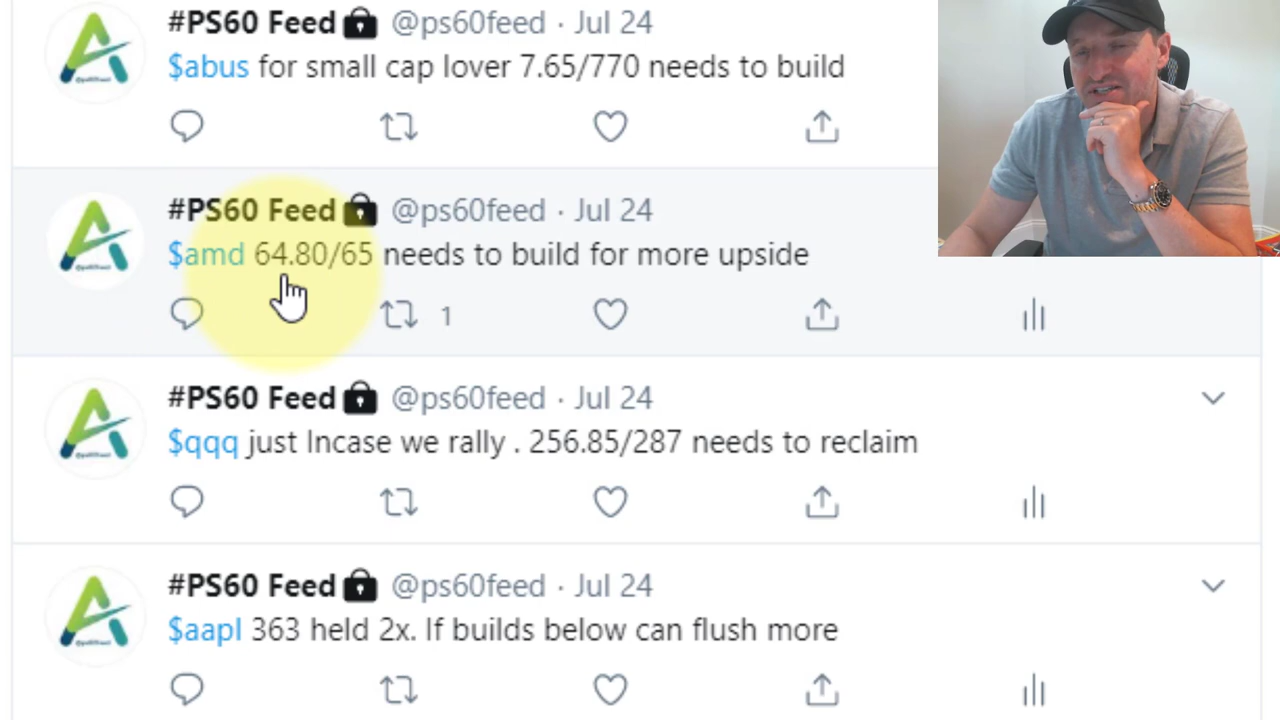 #PS60 Feed @ps60feed · Jul 24
$abus for small cap lover 7.65/770 needs to build
#PS60 Feed @ps60feed · Jul 24
$amd 64.80/65 needs to build for more upside
1
#PS60 Feed @ps60feed · Jul 24
$qqq just Incase we rally . 256.85/287 needs to reclaim
#PS60 Feed @ps60feed · Jul 24
$aapl 363 held 2x. If builds below can flush more